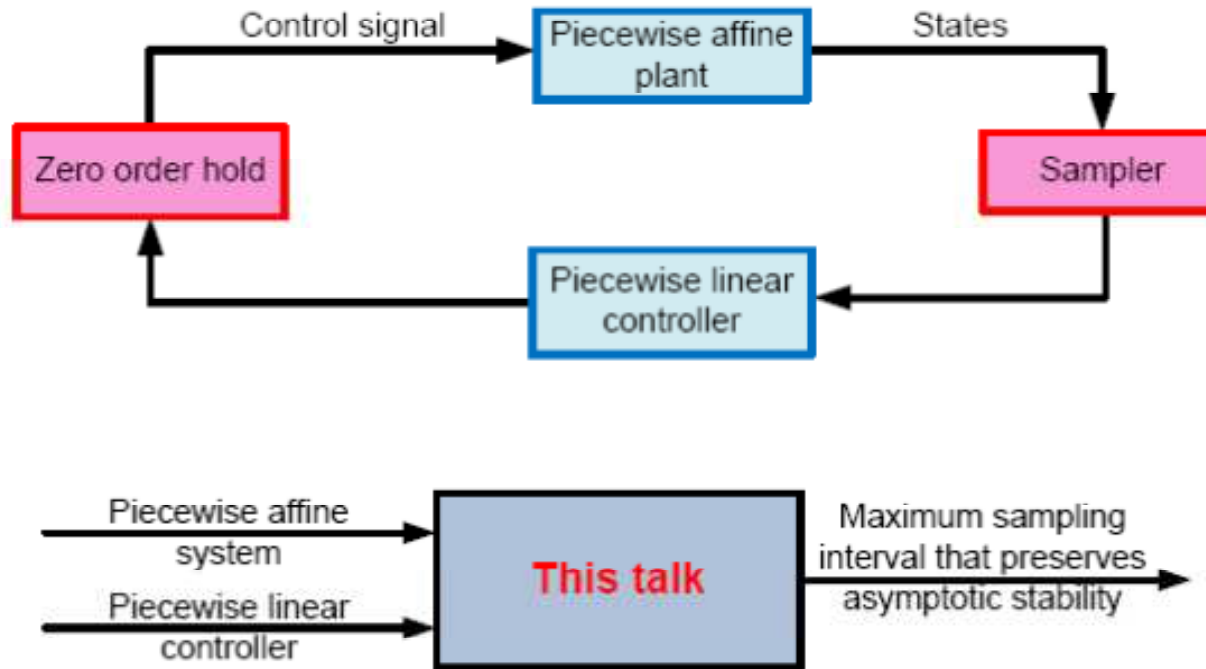 Control signal
Piecewise affine
plant
States
Zero order hold
Sampler
Piecewise linear
controller
Piecewise affine
system
Piecewise linear
controller
This talk
Maximum sampling
interval that preserves
asymptotic stability